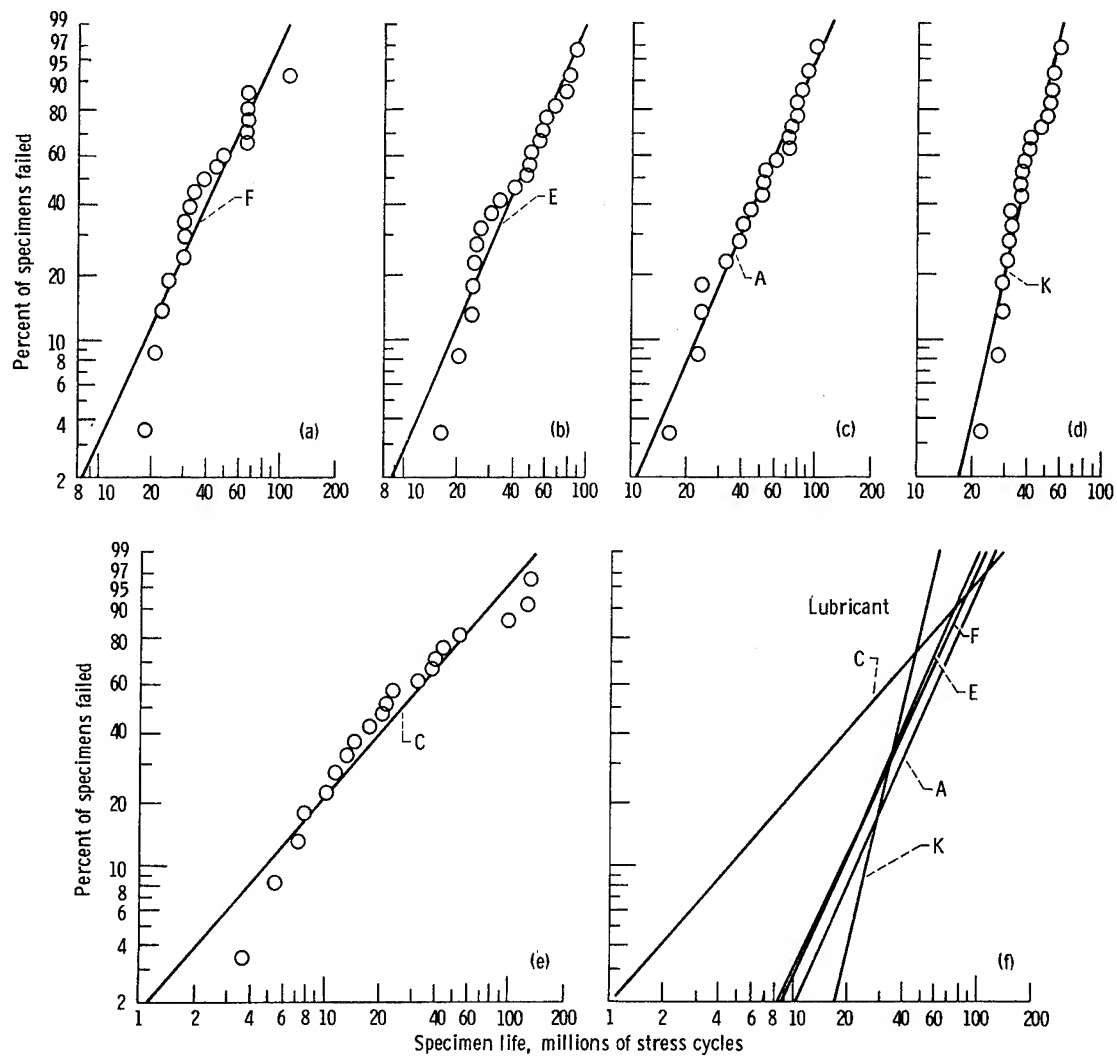 Percent of specimens failed
99
97
95
90
80
60
40
20
10
8
6
4
2
F
(a)
8 10 20 40 60 100 200
E
(b)
8 10 20 40 60 100
A
(c)
10 20 40 60 100 200
K
(d)
10 20 40 60 100
Percent of specimens failed
99
97
95
90
80
60
40
20
10
8
6
4
2
C
(e)
1 2 4 6 8 10 20 40 60 100 200
Lubricant
C
F
E
A
K
(f)
1 2 4 6 8 10 20 40 60 100 200
Specimen life, millions of stress cycles